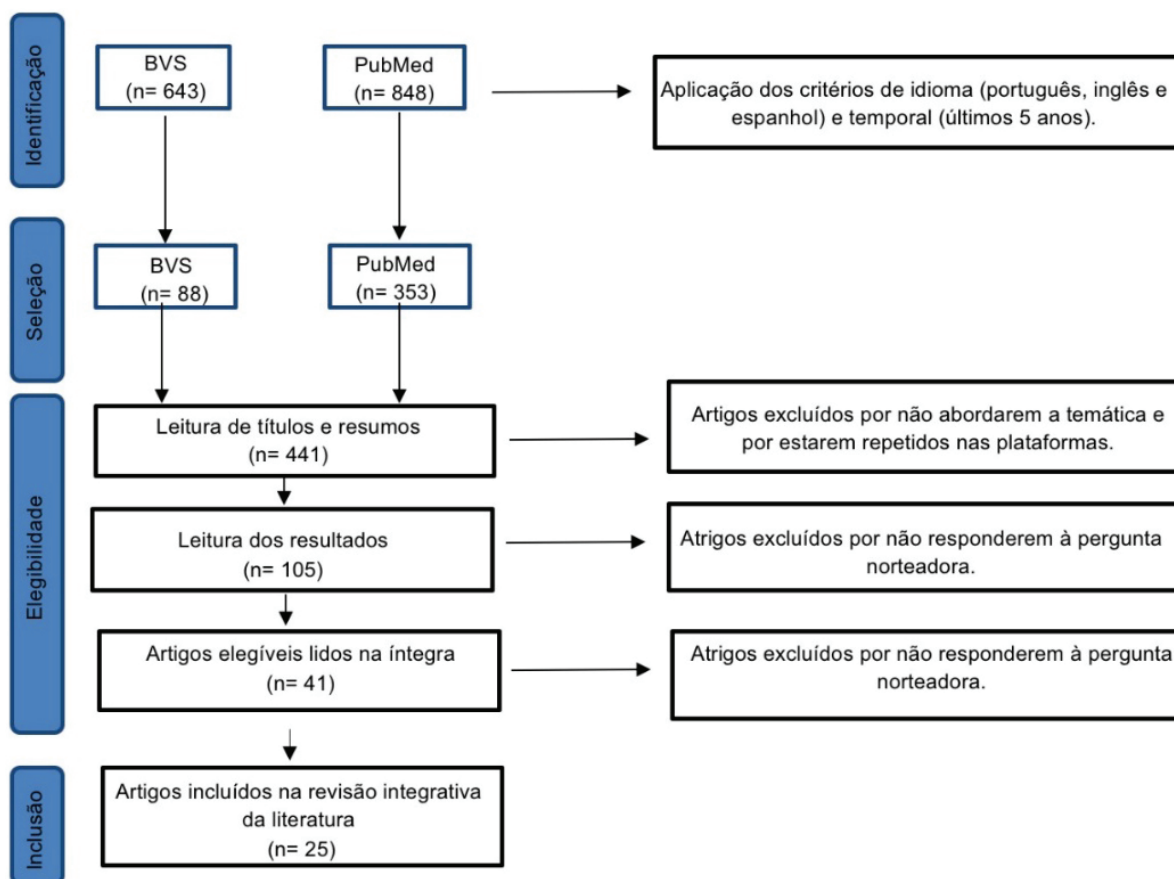 Identificação
BVS
(n= 643)
PubMed
(n= 848)
Aplicação dos critérios de idioma (português, inglês e
espanhol) e temporal (últimos 5 anos).
Seleção
BVS
(n= 88)
PubMed
(n= 353)
Elegibilidade
Leitura de títulos e resumos
(n= 441)
Artigos excluídos por não abordarem a temática e
por estarem repetidos nas plataformas.
Leitura dos resultados
(n= 105)
Atrigos excluídos por não responderem à pergunta
norteadora.
Artigos elegíveis lidos na íntegra
(n= 41)
Atrigos excluídos por não responderem à pergunta
norteadora.
Inclusão
Artigos incluídos na revisão integrativa
da literatura
(n= 25)